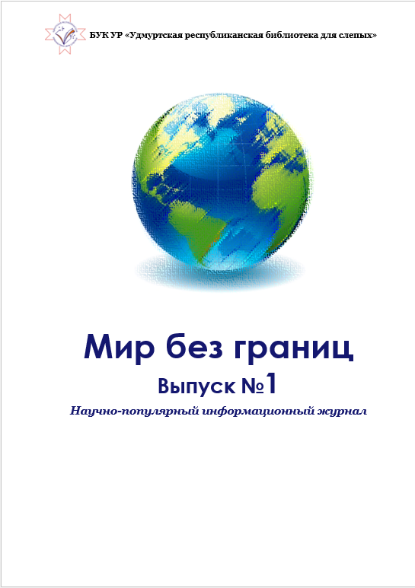 БУК УР «Удмуртская республиканская библиотека для слепых»
Мир без границ
Выпуск №1
Научно-популярный информационный журнал